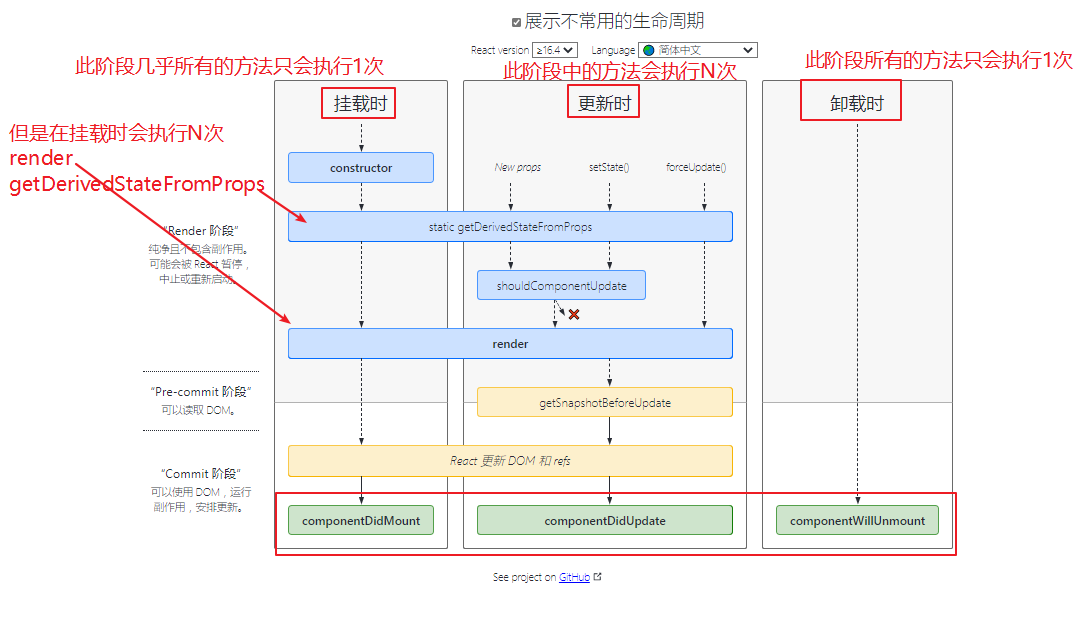 展示不常用的生命周期
React version ≥16.4 Language 简体中文
此阶段几乎所有的方法只会执行1次
此阶段中的方法会执行N次
此阶段所有的方法只会执行1次
挂载时
更新时
卸载时
但是在挂载时会执行N次
render
getDerivedStateFromProps
constructor
New props
setState()
forceUpdate()
“Render 阶段”
纯净且不包含副作用。
可能会被 React 暂停，
中止或重新启动。
static getDerivedStateFromProps
shouldComponentUpdate
render
“Pre-commit 阶段”
可以读取 DOM。
getSnapshotBeforeUpdate
React 更新 DOM 和 refs
“Commit 阶段”
可以使用 DOM，运行
副作用，安排更新。
componentDidMount
componentDidUpdate
componentWillUnmount
See project on GitHub